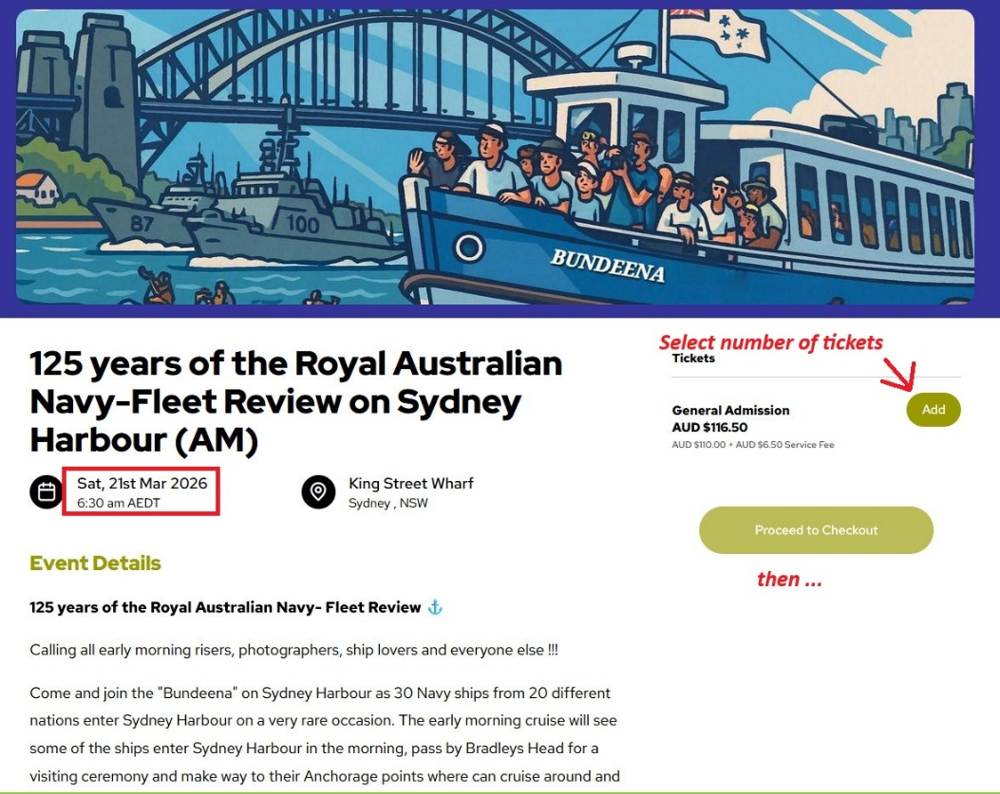 87
100
BUNDEENA
125 years of the Royal Australian
Navy-Fleet Review on Sydney
Harbour (AM)
Sat, 21st Mar 2026
6:30 am AEDT
King Street Wharf
Sydney , NSW
Event Details
125 years of the Royal Australian Navy- Fleet Review ⚓
Calling all early morning risers, photographers, ship lovers and everyone else !!!
Come and join the "Bundeena" on Sydney Harbour as 30 Navy ships from 20 different
nations enter Sydney Harbour on a very rare occasion. The early morning cruise will see
some of the ships enter Sydney Harbour in the morning, pass by Bradleys Head for a
visiting ceremony and make way to their Anchorage points where can cruise around and
Select number of tickets
Tickets
General Admission
AUD $116.50
AUD $110.00 + AUD $6.50 Service Fee
Add
Proceed to Checkout
then ...